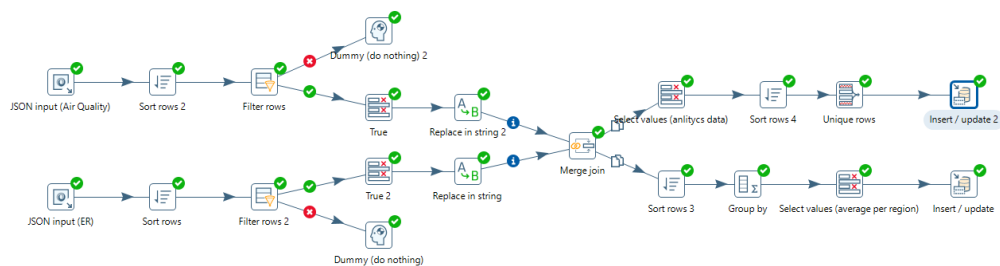 Dummy (do nothing) 2
JSON input (Air Quality)
Sort rows 2
Filter rows
True
Replace in string 2
Select values (anlitycs data)
Sort rows 4
Unique rows
Insert / update 2
Merge join
JSON input (ER)
Sort rows
Filter rows 2
True 2
Replace in string
Sort rows 3
Group by
Select values (average per region)
Insert / update
Dummy (do nothing)